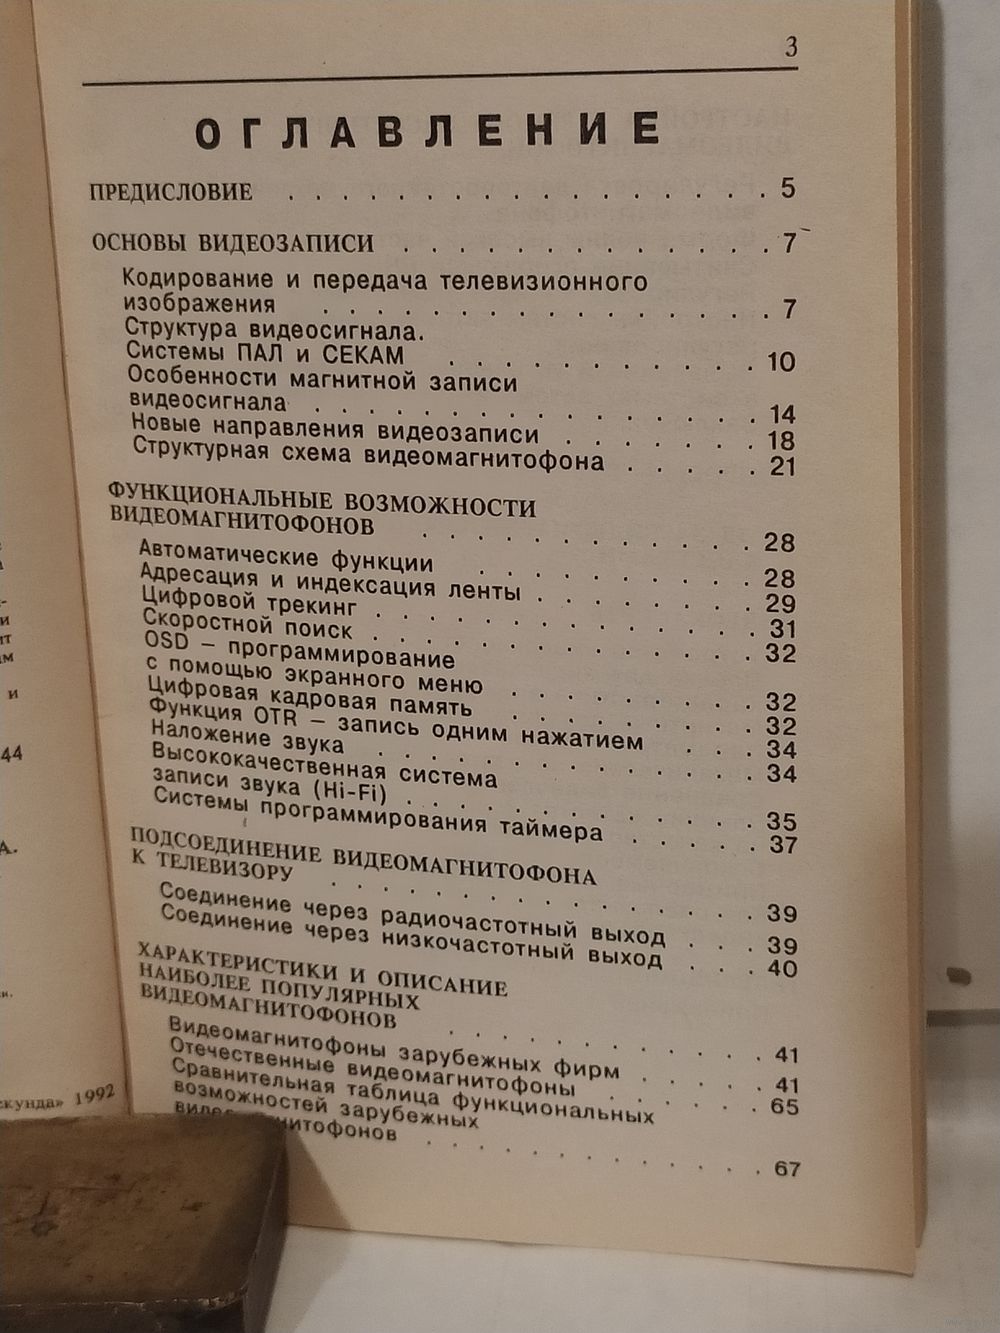 3
ОГЛАВЛЕНИЕ
ПРЕДИСЛОВИЕ . . . . . . . . . . . . . . . . . . 5
ОСНОВЫ ВИДЕОЗАПИСИ . . . . . . . . . . . . . . 7
Кодирование и передача телевизионного
изображения . . . . . . . . . . . . . . . . . 7
Структура видеосигнала.
Системы ПАЛ и СЕКАМ . . . . . . . . . . . . 10
Особенности магнитной записи
видеосигнала . . . . . . . . . . . . . . . . . 14
Новые направления видеозаписи . . . . . . . 18
Структурная схема видеомагнитофона . . . . . 21
ФУНКЦИОНАЛЬНЫЕ ВОЗМОЖНОСТИ
ВИДЕОМАГНИТОФОНОВ . . . . . . . . . . . . . 28
Автоматические функции . . . . . . . . . . . 28
Адресация и индексация ленты . . . . . . . . . 29
Цифровой трекинг . . . . . . . . . . . . . . . 31
Скоростной поиск . . . . . . . . . . . . . . . 32
OSD — программирование
с помощью экранного меню . . . . . . . . . . 32
Цифровая кадровая память . . . . . . . . . . 32
Функция OTR — запись одним нажатием . . . 34
Наложение звука . . . . . . . . . . . . . . . 34
Высококачественная система
записи звука (Hi-Fi) . . . . . . . . . . . . . 35
Системы программирования таймера . . . . . 37
ПОДСОЕДИНЕНИЕ ВИДЕОМАГНИТОФОНА
К ТЕЛЕВИЗОРУ . . . . . . . . . . . . . . . . 39
Соединение через радиочастотный выход . . . 39
Соединение через низкочастотный выход . . . 40
ХАРАКТЕРИСТИКИ И ОПИСАНИЕ
НАИБОЛЕЕ ПОПУЛЯРНЫХ
ВИДЕОМАГНИТОФОНОВ . . . . . . . . . . . . 41
Видеомагнитофоны зарубежных фирм . . . . . 41
Отечественные видеомагнитофоны . . . . . . 65
Сравнительная таблица функциональных
возможностей зарубежных
видеомагнитофонов . . . . . . . . . . . . . 67
и
44
А.
екунда» 1992